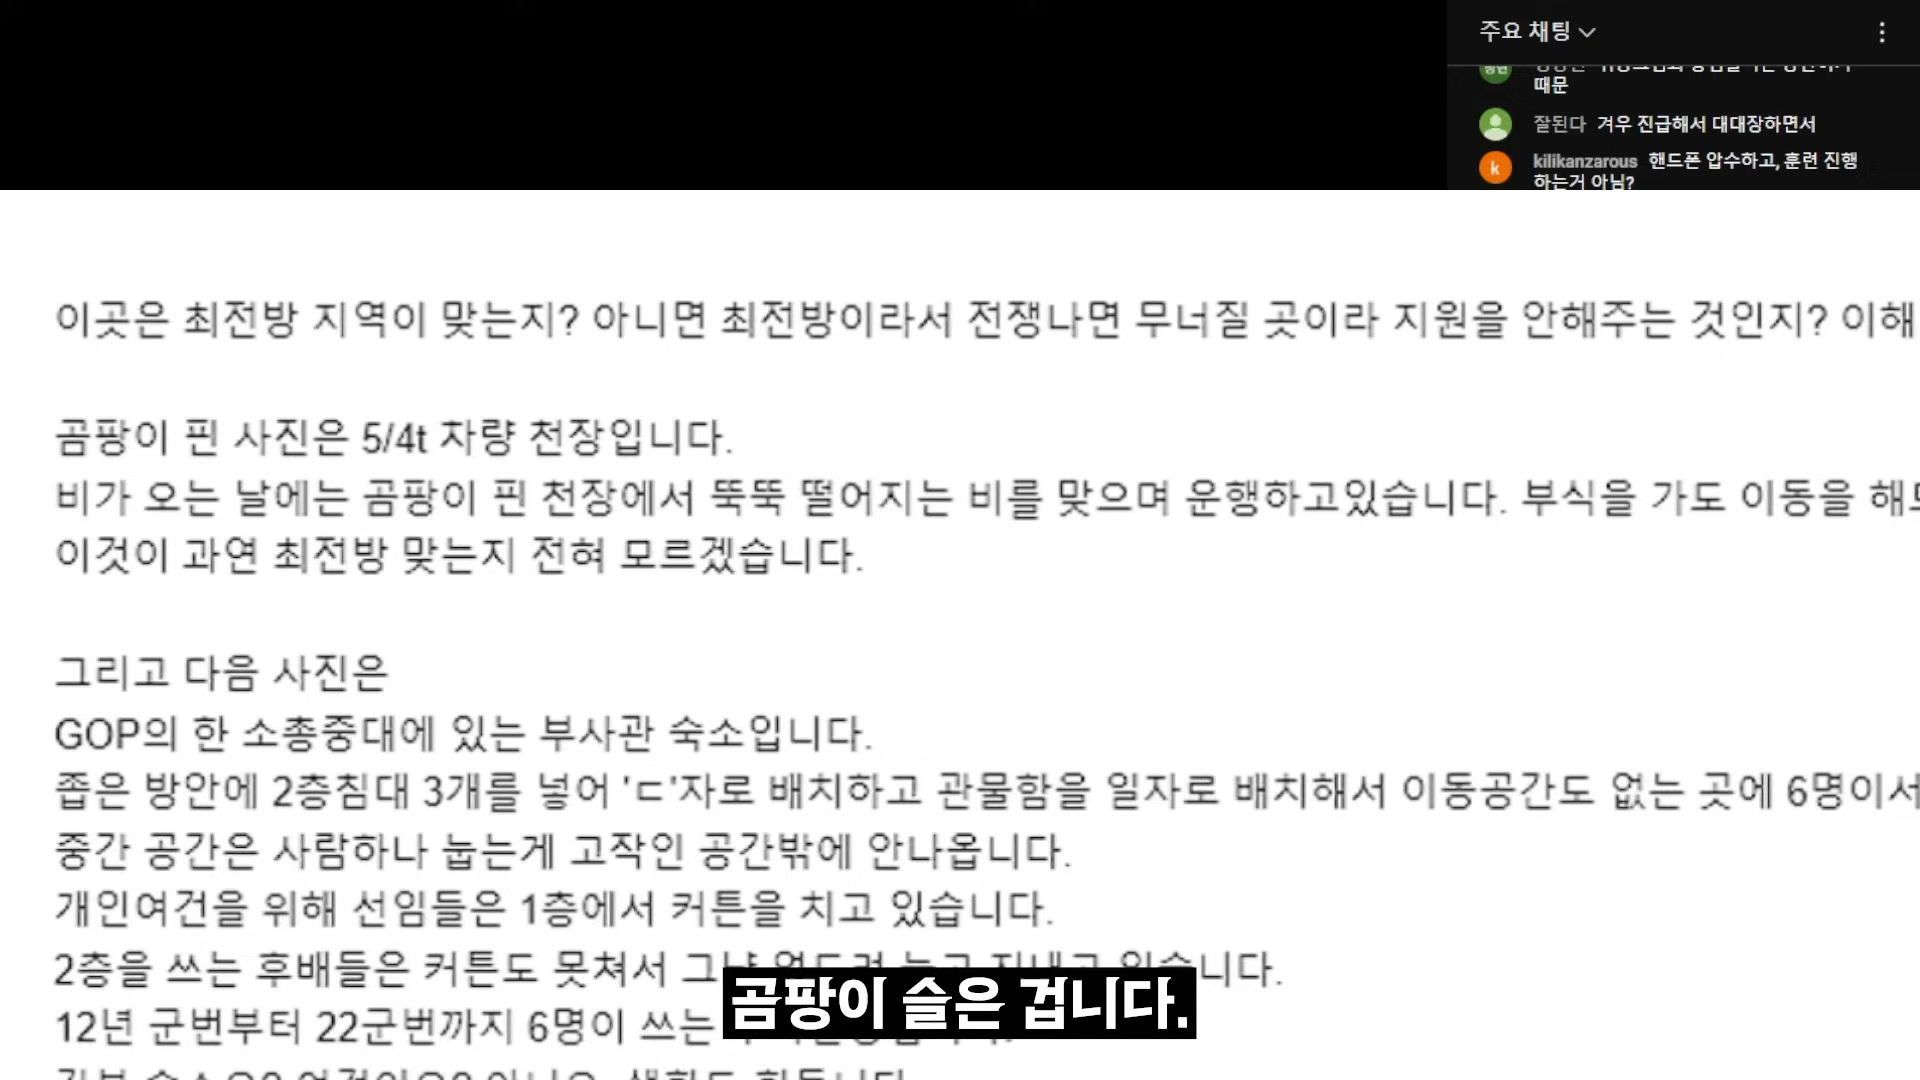 주요 채팅
때문
잘된다 겨우 진급해서 대대장하면서
kilikanzarous 핸드폰 압수하고, 훈련 진행
하는거 아님?
이곳은 최전방 지역이 맞는지? 아니면 최전방이라서 전쟁나면 무너질 곳이라 지원을 안해주는 것인지? 이해
곰팡이 핀 사진은 5/4t 차량 천장입니다.
비가 오는 날에는 곰팡이 핀 천장에서 뚝뚝 떨어지는 비를 맞으며 운행하고있습니다. 부식을 가도 이동을
이것이 과연 최전방 맞는지 전혀 모르겠습니다.
그리고 다음 사진은
GOP의 한 소총중대에 있는 부사관 숙소입니다.
좁은 방안에 2층침대 3개를 넣어 'ㄷ'자로 배치하고 관물함을 일자로 배치해서 이동공간도 없는 곳에 6명이서
중간 공간은 사람하나 눕는게 고작인 공간밖에 안나옵니다.
개인여건을 위해 선임들은 1층에서 커튼을 치고 있습니다.
2층을 쓰는 후배들은 커튼도 못쳐서
12년 군번부터 22군번까지 6명이 쓰는
곰팡이 슬은 겁니다.